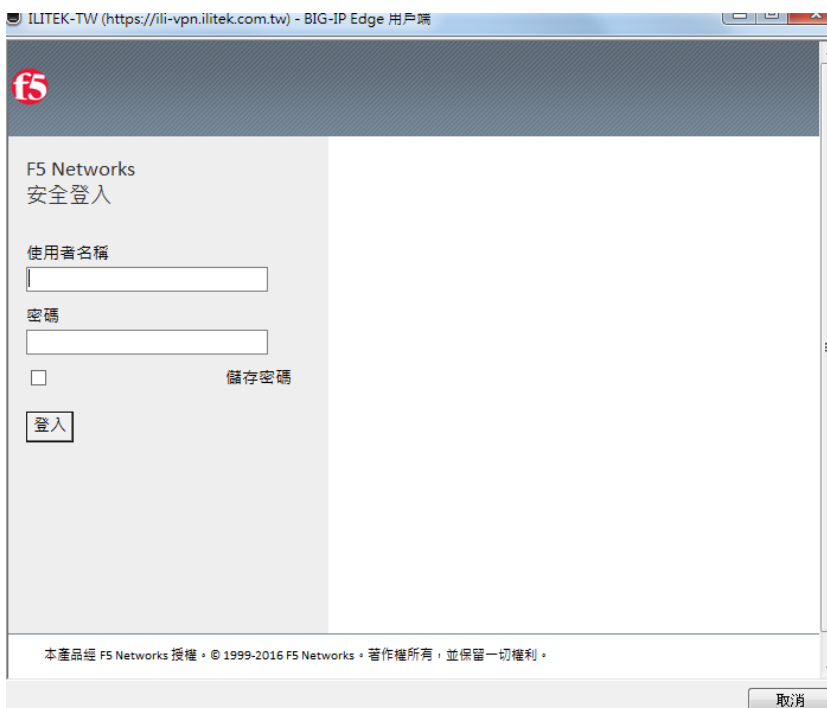 ILITEK-TW (https://ili-vpn.ilitek.com.tw) - BIG-IP Edge 用戶端
f5
F5 Networks
安全登入
使用者名稱
密碼
儲存密碼
登入
本產品經 F5 Networks 授權。© 1999-2016 F5 Networks。著作權所有，並保留一切權利。
取消